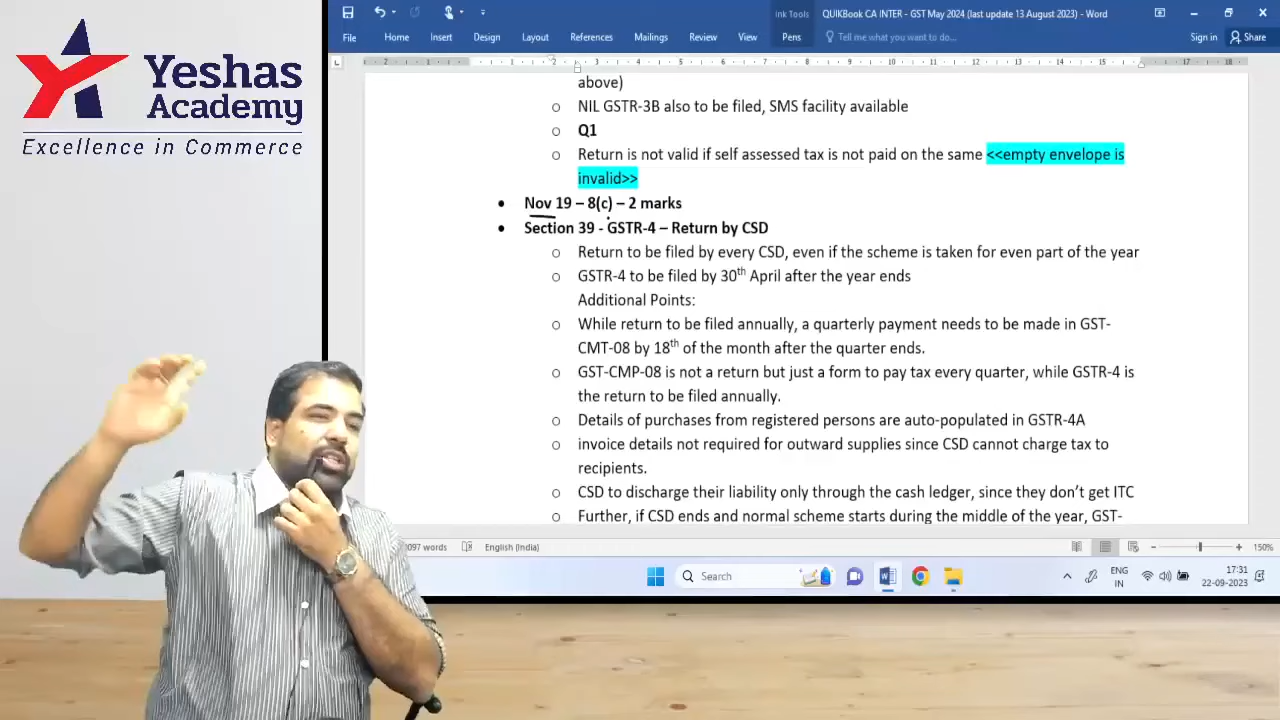 Yeshas
Academy
Excellence in Commerce
Ink Tools
QUIKBook CA INTER - GST May 2024 (last update 13 August 2023) - Word
File Home Insert Design Layout References Mailings Review View Pens Tell me what you want to do... Sign in Share
above)
o NIL GSTR-3B also to be filed, SMS facility available
o Q1
o Return is not valid if self assessed tax is not paid on the same <<empty envelope is
invalid>>
• Nov 19 – 8(c) – 2 marks
• Section 39 - GSTR-4 – Return by CSD
o Return to be filed by every CSD, even if the scheme is taken for even part of the year
o GSTR-4 to be filed by 30th April after the year ends
Additional Points:
o While return to be filed annually, a quarterly payment needs to be made in GST-
CMT-08 by 18th of the month after the quarter ends.
o GST-CMP-08 is not a return but just a form to pay tax every quarter, while GSTR-4 is
the return to be filed annually.
o Details of purchases from registered persons are auto-populated in GSTR-4A
o invoice details not required for outward supplies since CSD cannot charge tax to
recipients.
o CSD to discharge their liability only through the cash ledger, since they don't get ITC
o Further, if CSD ends and normal scheme starts during the middle of the year, GST-
097 words English (India) 150%
Search
ENG
IN
17:31
22-09-2023